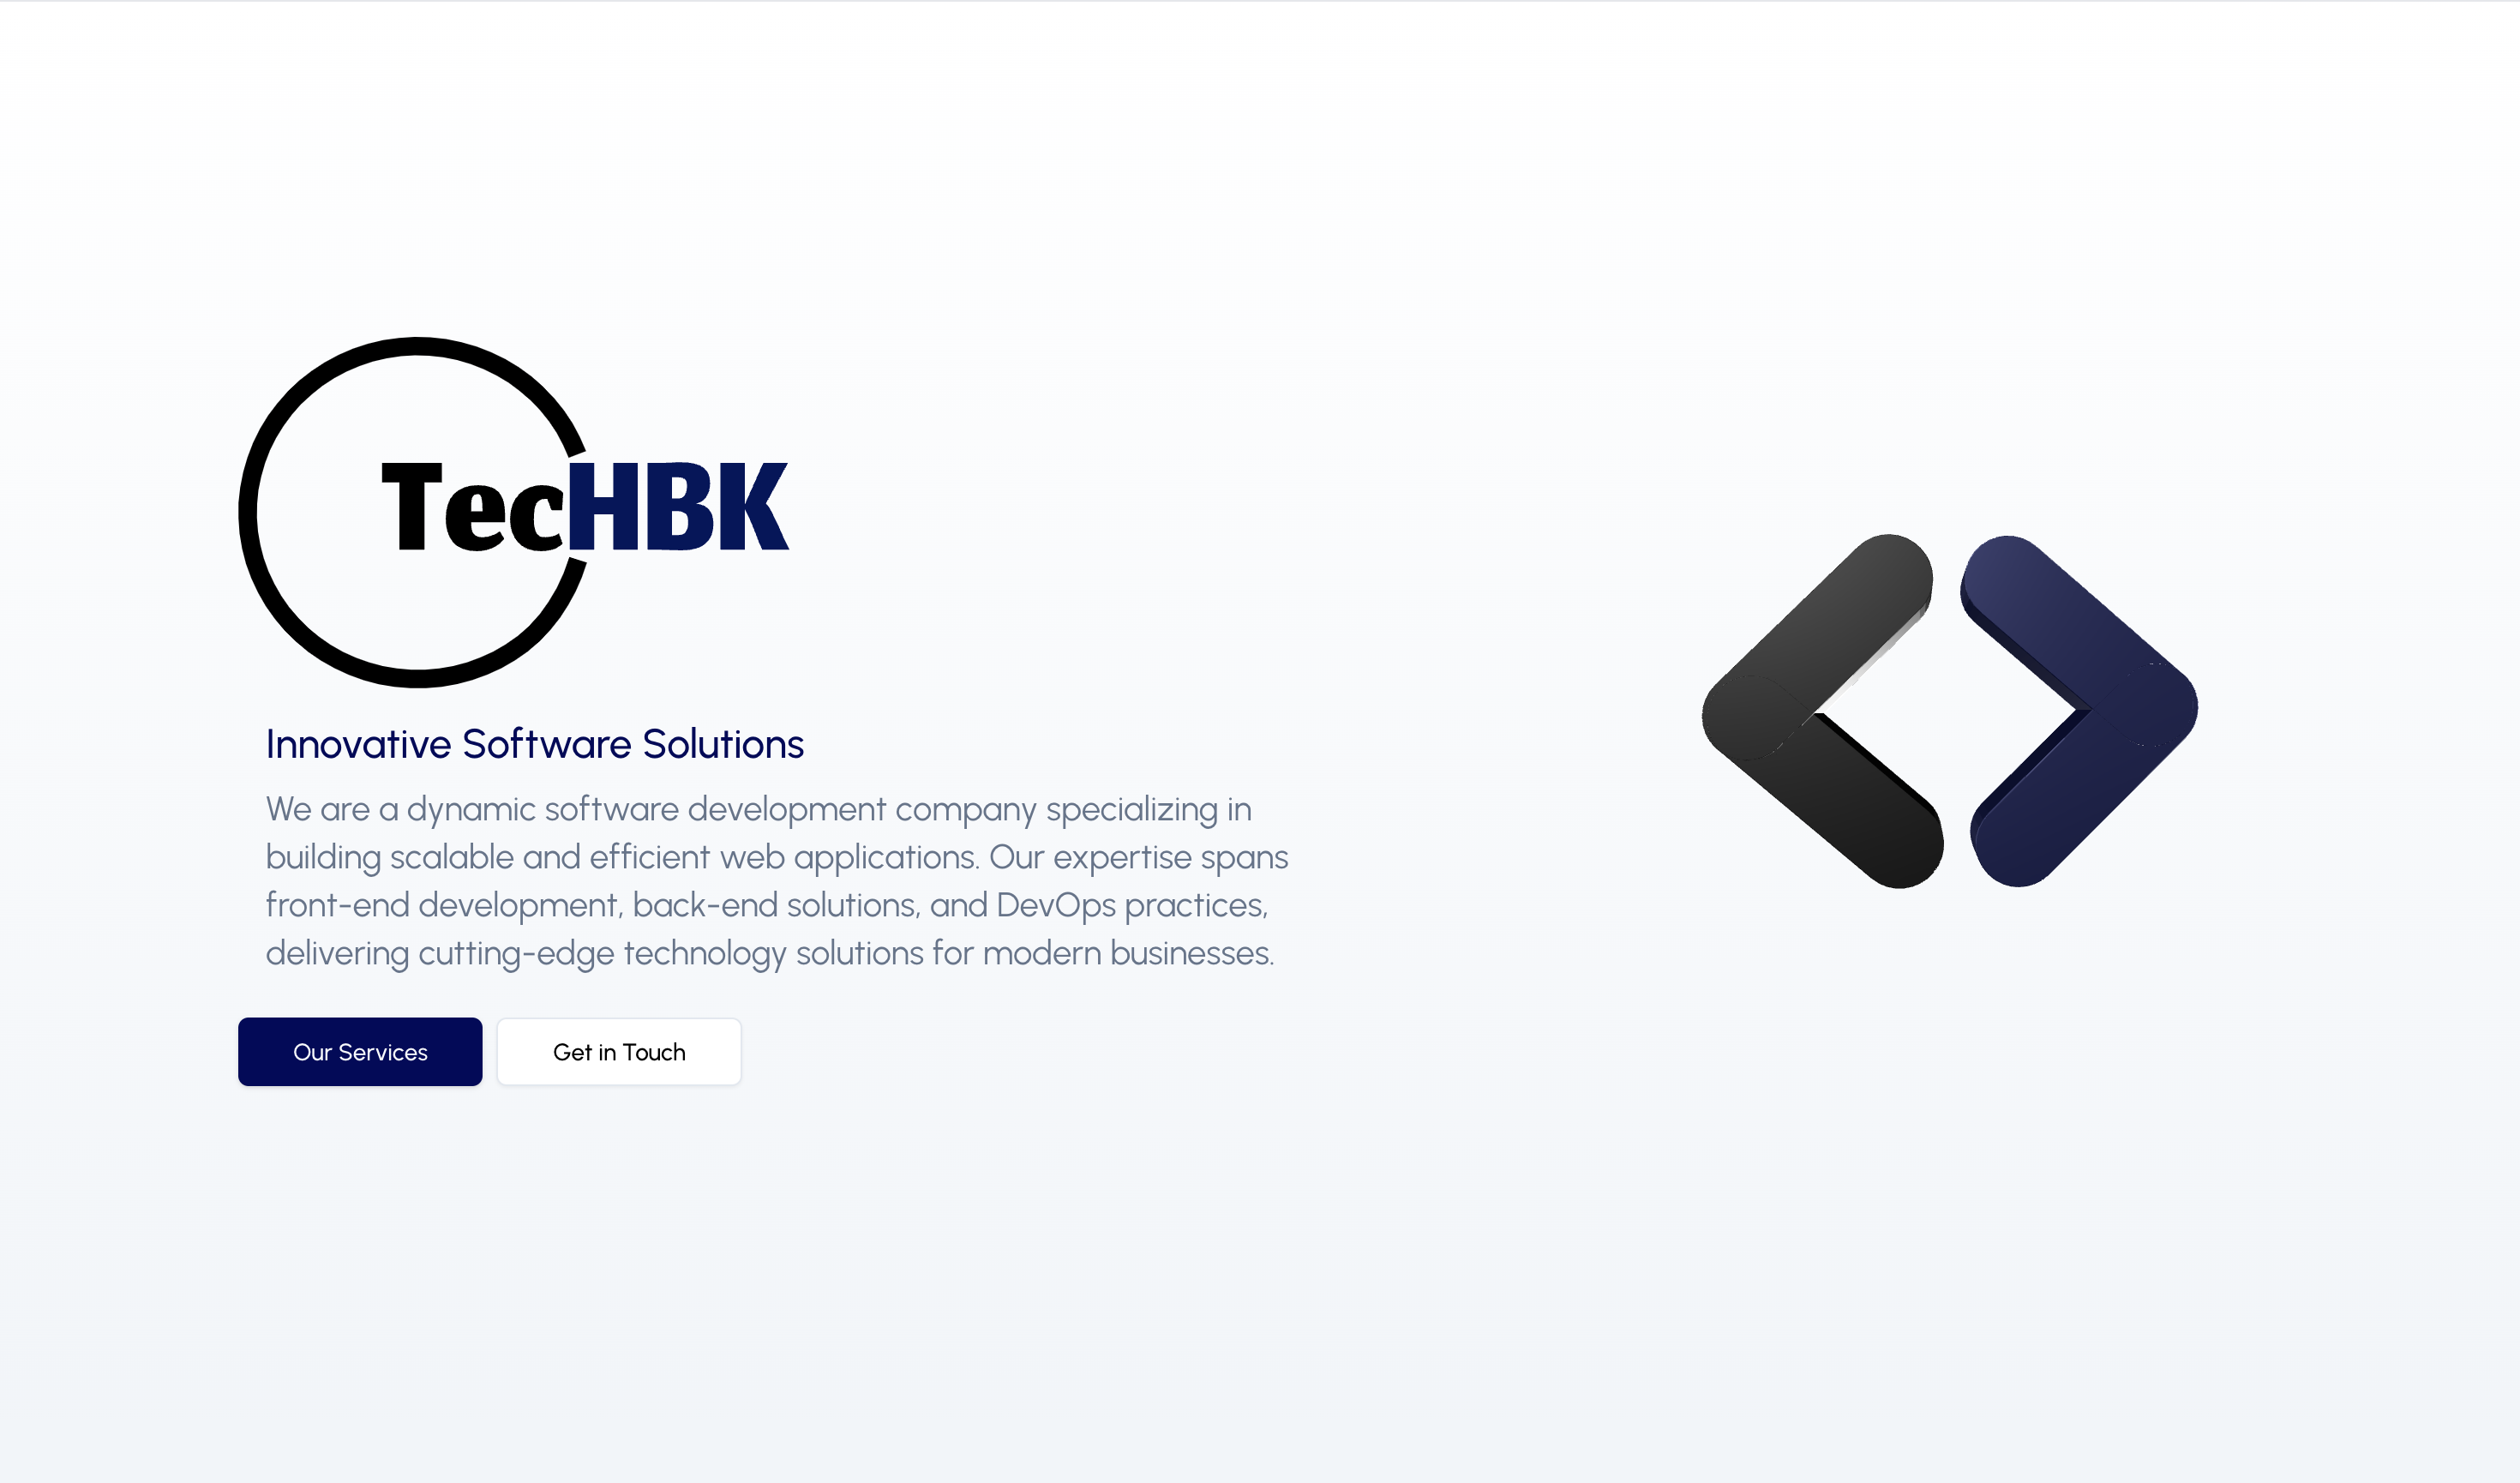 TecHBK
Innovative Software Solutions
We are a dynamic software development company specializing in
building scalable and efficient web applications. Our expertise spans
front-end development, back-end solutions, and DevOps practices,
delivering cutting-edge technology solutions for modern businesses.
Our Services
Get in Touch